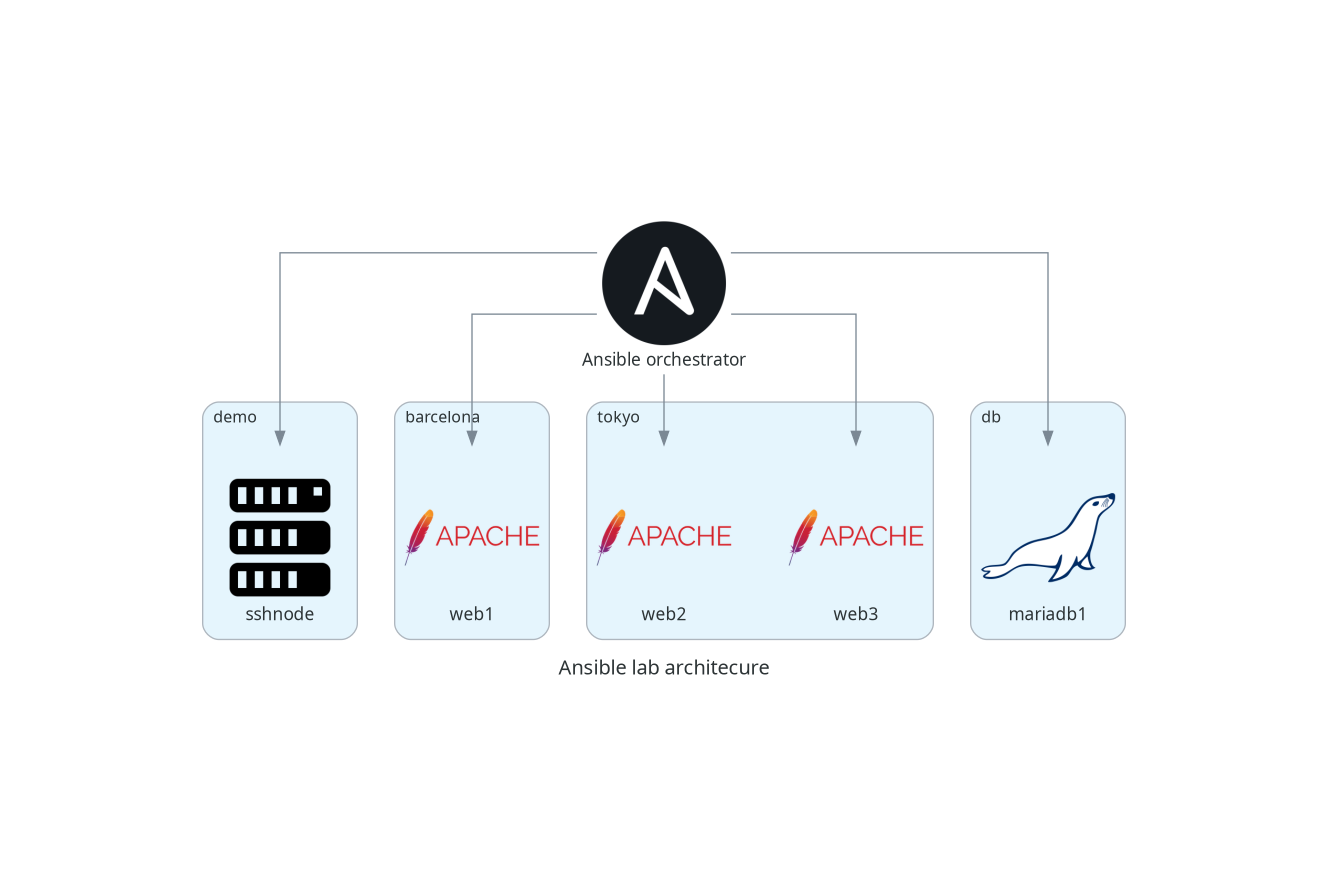 Ansible orchestrator
demo
barcelona
tokyo
db
APACHE
APACHE
APACHE
sshnode
web1
web2
web3
mariadb1
Ansible lab architecure